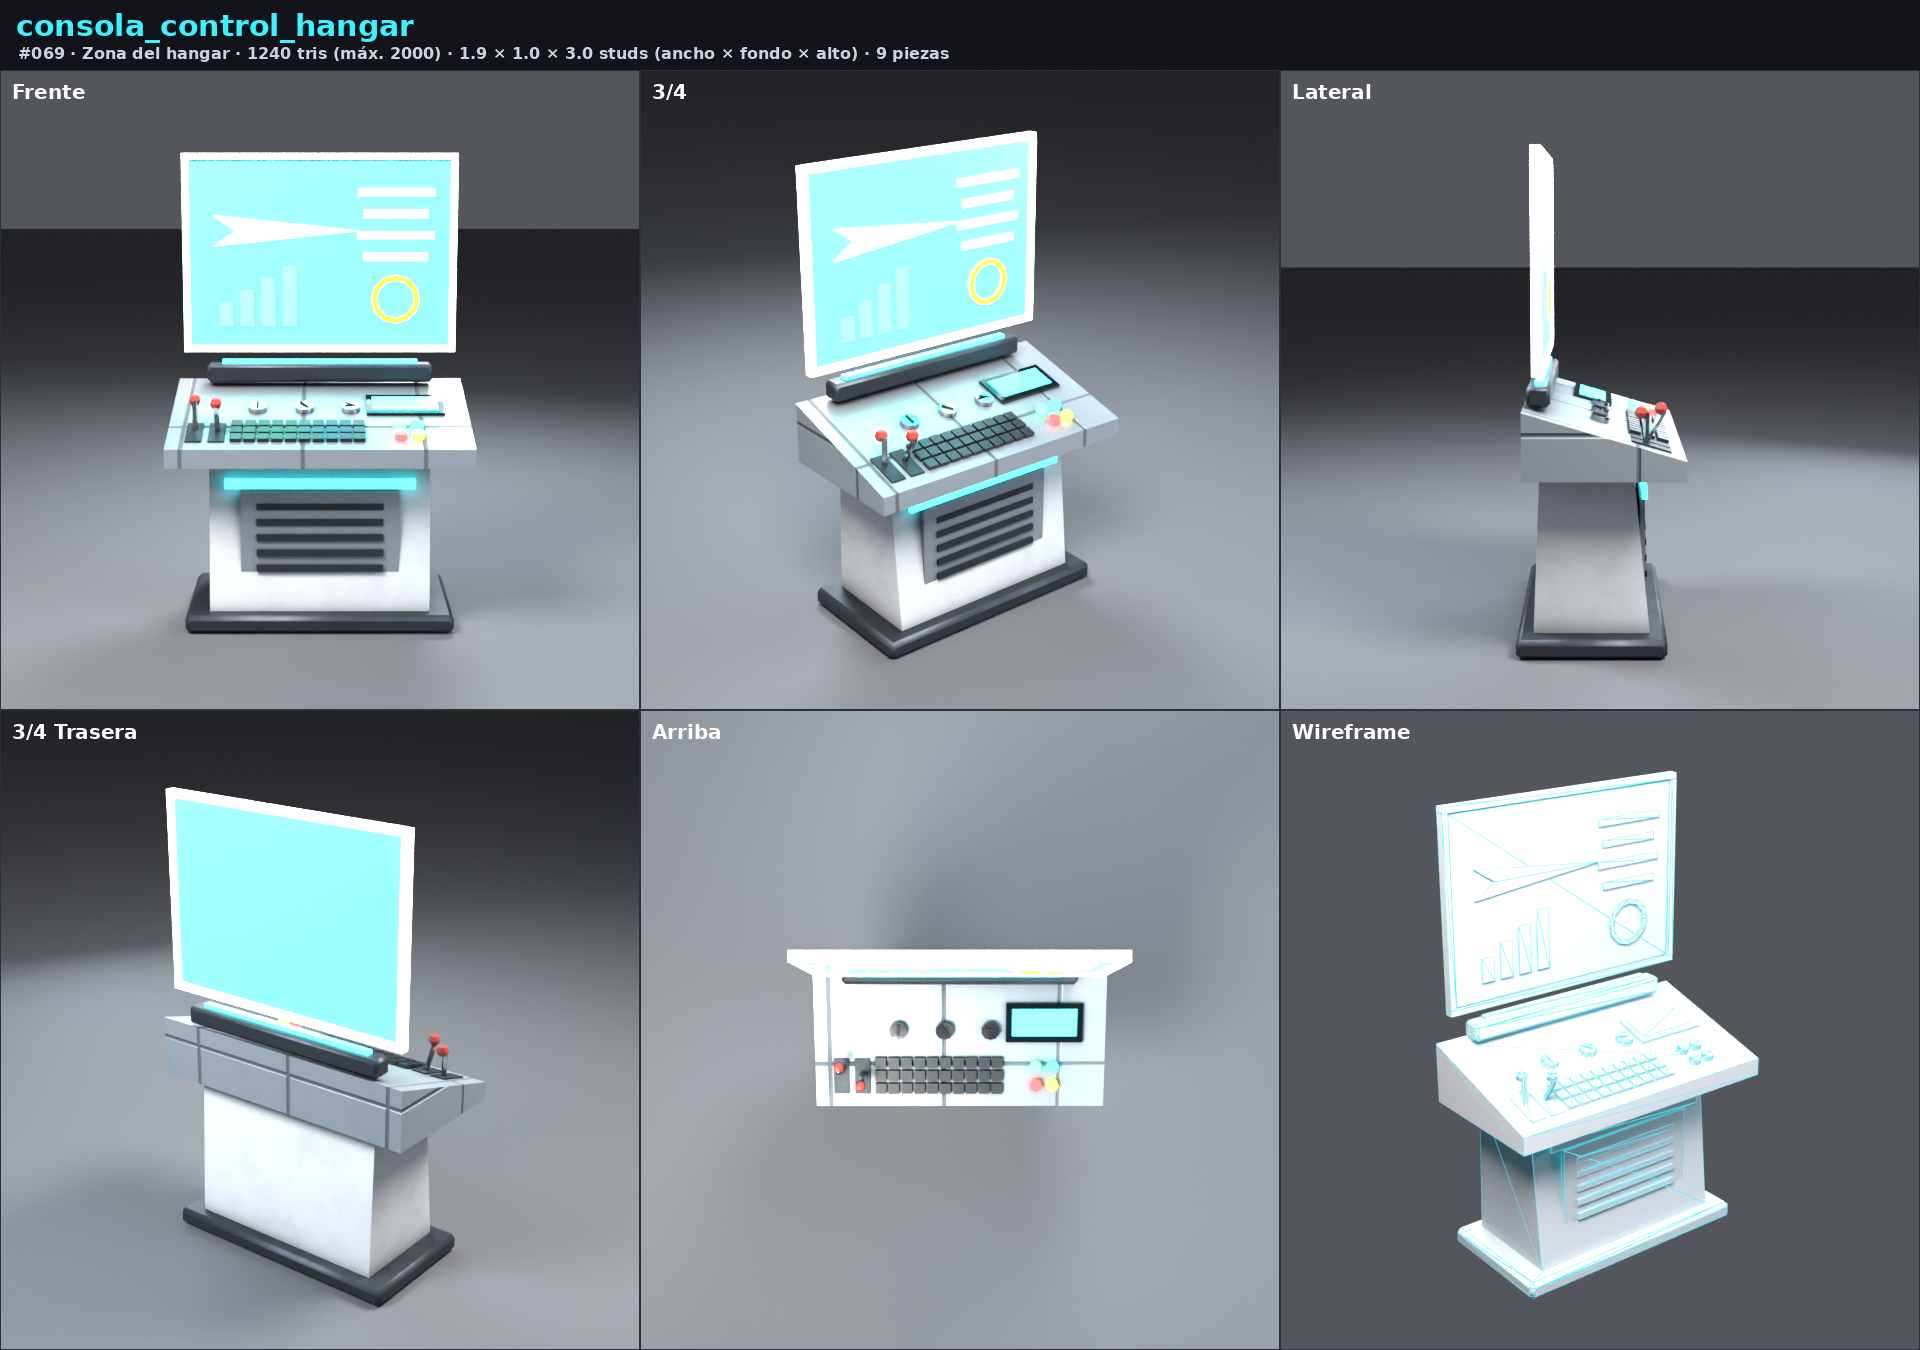 consola_control_hangar
#069 · Zona del hangar · 1240 tris (máx. 2000) · 1.9 × 1.0 × 3.0 studs (ancho × fondo × alto) · 9 piezas
Frente
3/4
Lateral
3/4 Trasera
Arriba
Wireframe